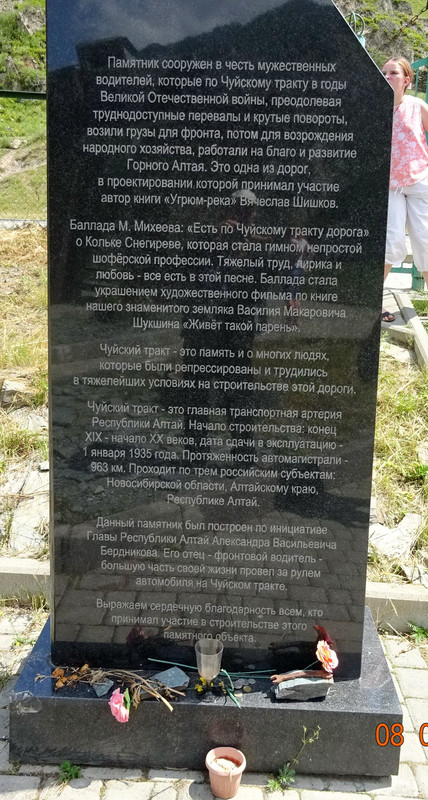 Памятник сооружен в честь мужественных
водителей, которые по Чуйскому тракту в годы
Великой Отечественной войны, преодолевая
труднодоступные перевалы и крутые повороты,
возили грузы для фронта, потом для возрождения
народного хозяйства, работали на благо и развитие
Горного Алтая. Это одна из дорог,
в проектировании которой принимал участие
автор книги «Угрюм-река» Вячеслав Шишков.
Баллада М. Михеева: «Есть по Чуйскому тракту дорога»
о Кольке Снегиреве, которая стала гимном непростой
шофёрской профессии. Тяжелый труд, лирика и
любовь - все есть в этой песне. Баллада стала
украшением художественного фильма по книге
нашего знаменитого земляка Василия Макаровича
Шукшина «Живёт такой парень».
Чуйский тракт - это память и о многих людях,
которые были репрессированы и трудились
в тяжелейших условиях на строительстве этой дороги.
Чуйский тракт - это главная транспортная артерия
Республики Алтай. Начало строительства: конец
XIX - начало XX веков, дата сдачи в эксплуатацию -
1 января 1935 года. Протяженность автомагистрали -
963 км. Проходит по трем российским субъектам:
Новосибирской области, Алтайскому краю,
Республике Алтай.
Данный памятник был построен по инициативе
Главы Республики Алтай Александра Васильевича
Бердникова. Его отец - фронтовой водитель -
большую часть своей жизни провел за рулем
автомобиля на Чуйском тракте.
Выражаем сердечную благодарность всем, кто
принимал участие в строительстве этого
памятного объекта.
08